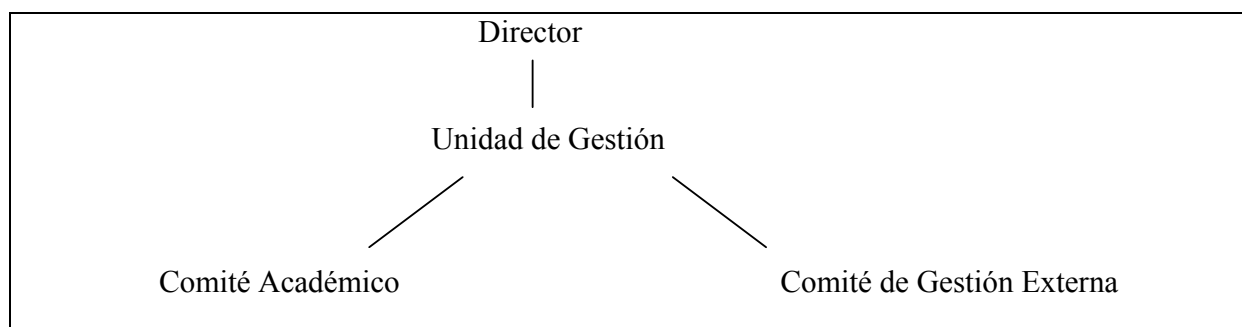 Director
Unidad de Gestión
Comité Académico
Comité de Gestión Externa